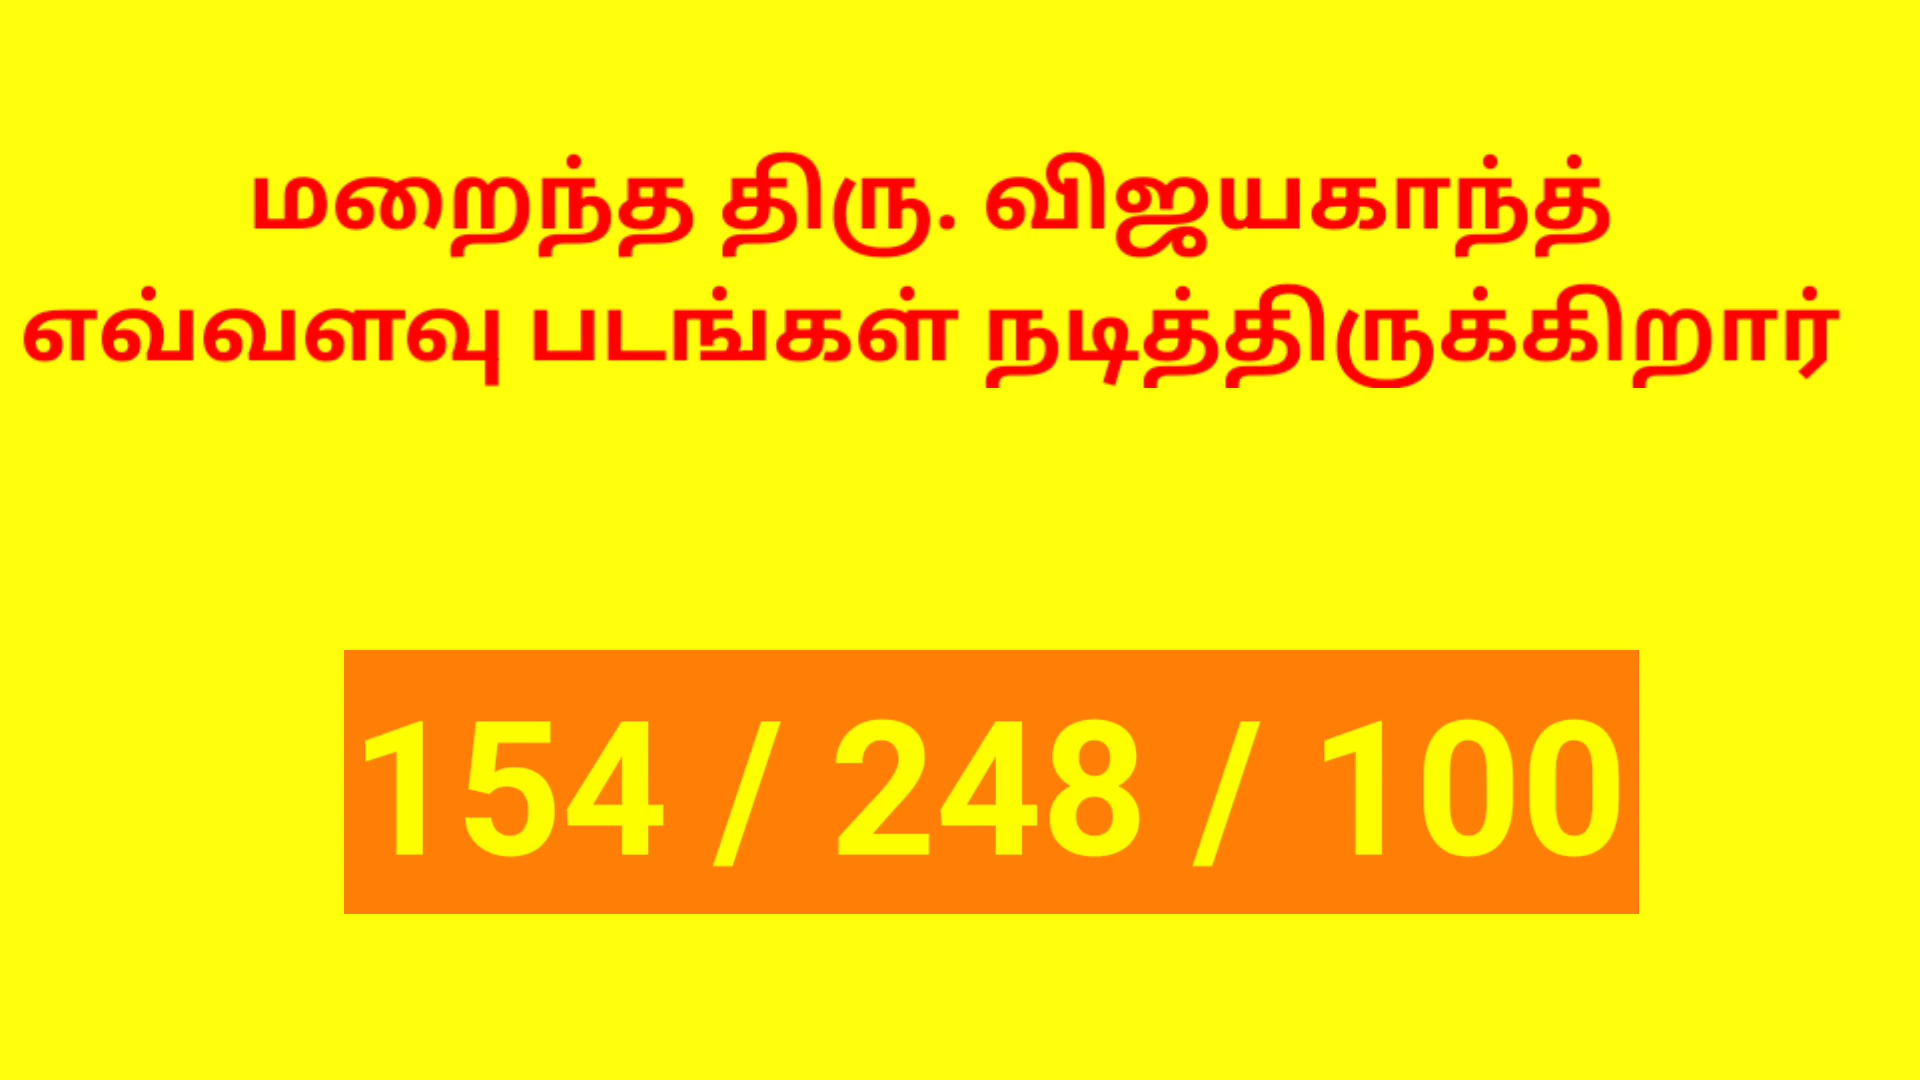 மறைந்த திரு. விஜயகாந்த்
எவ்வளவு படங்கள் நடித்திருக்கிறார்
154 / 248 / 100